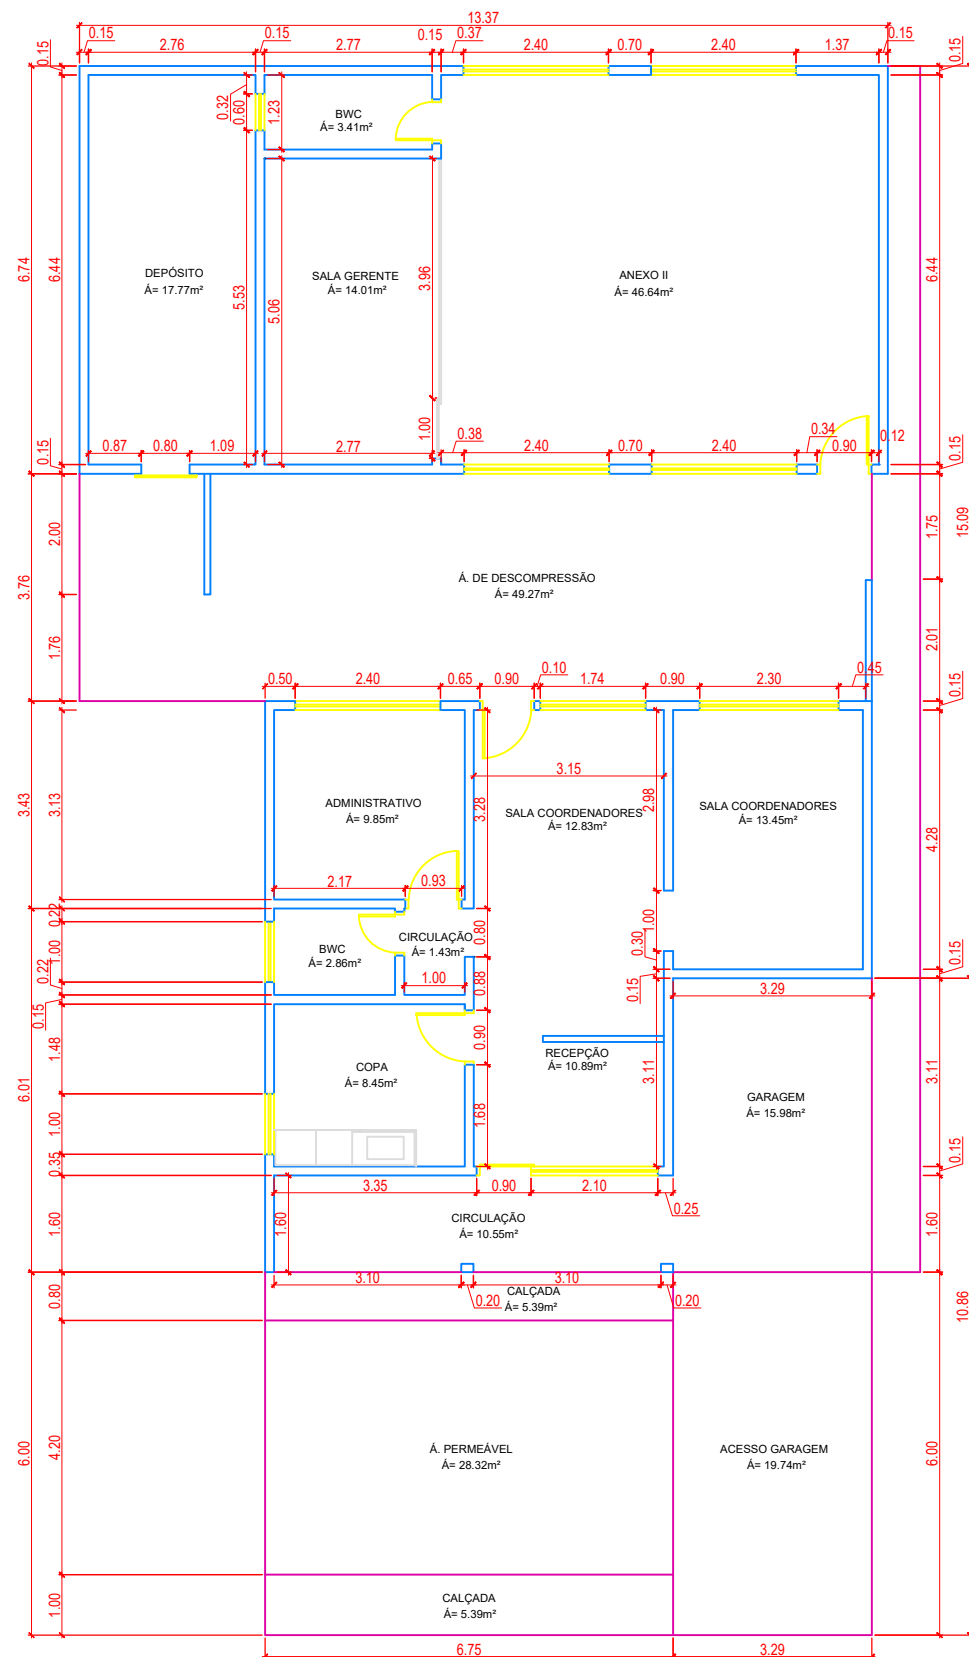 13.37
0.15 2.76 0.15 2.77 0.15 0.37 2.40 0.70 2.40 1.37 0.15
0.15 0.15
0.32 0.60 1.23
BWC
Á= 3.41m²
6.74 6.44 5.53 5.06 3.96 6.44
DEPÓSITO
Á= 17.77m²
SALA GERENTE
Á= 14.01m²
ANEXO II
Á= 46.64m²
0.15 0.87 0.80 1.09 2.77 1.00 0.38 2.40 0.70 2.40 0.34 0.90 0.12 0.15
3.76 2.00 1.75 15.09
Á. DE DESCOMPRESSÃO
Á= 49.27m²
1.76 2.01
0.50 2.40 0.65 0.90 0.10 1.74 0.90 2.30 0.45 0.15
3.15
3.43 3.13 3.28 2.98 4.28
ADMINISTRATIVO
Á= 9.85m²
SALA COORDENADORES
Á= 12.83m²
SALA COORDENADORES
Á= 13.45m²
2.17 0.93
0.22 1.00 0.22 0.15
BWC
Á= 2.86m²
CIRCULAÇÃO
Á= 1.43m²
1.00
0.80 0.88 0.30 1.00 0.15 0.15
3.29
6.01 1.48 0.90 3.11 3.11
RECEPÇÃO
Á= 10.89m²
COPA
Á= 8.45m²
GARAGEM
Á= 15.98m²
1.00 0.35 1.68 0.15
3.35 0.90 2.10 0.25
1.60 1.60 1.60
CIRCULAÇÃO
Á= 10.55m²
3.10 3.10
0.20 0.20
CALÇADA
Á= 5.39m²
0.80 10.86
6.00 4.20 6.00
Á. PERMEÁVEL
Á= 28.32m²
ACESSO GARAGEM
Á= 19.74m²
1.00
CALÇADA
Á= 5.39m²
6.75 3.29